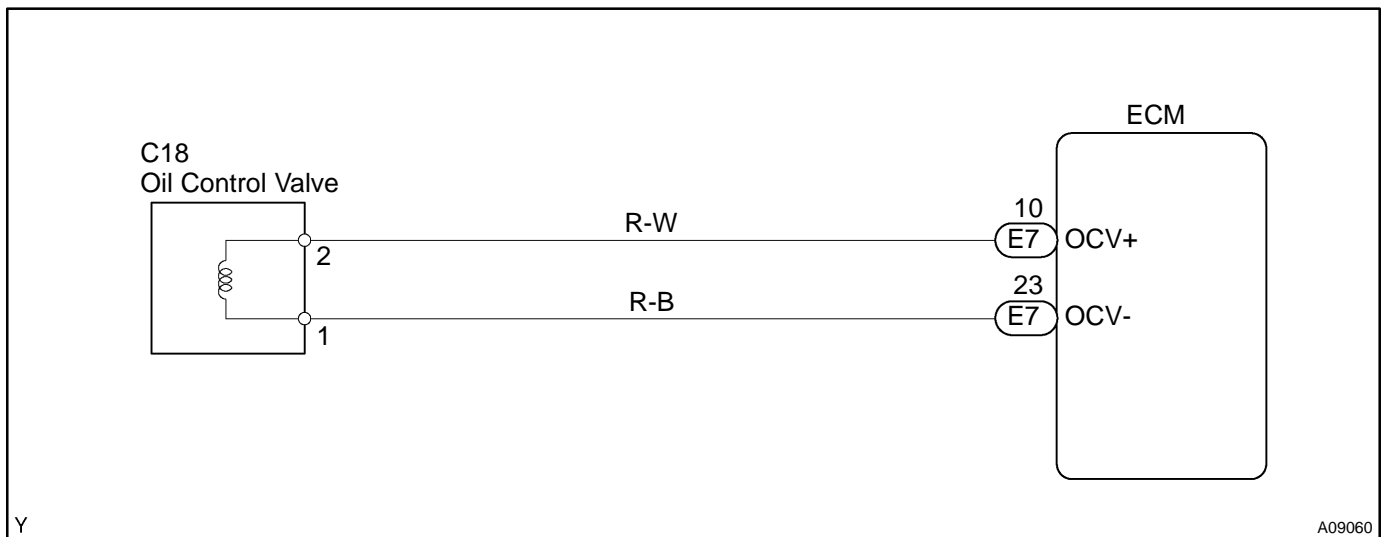 ECM
C18
Oil Control Valve
R-W
10
E7
OCV+
2
R-B
23
E7
OCV-
1
Y
A09060